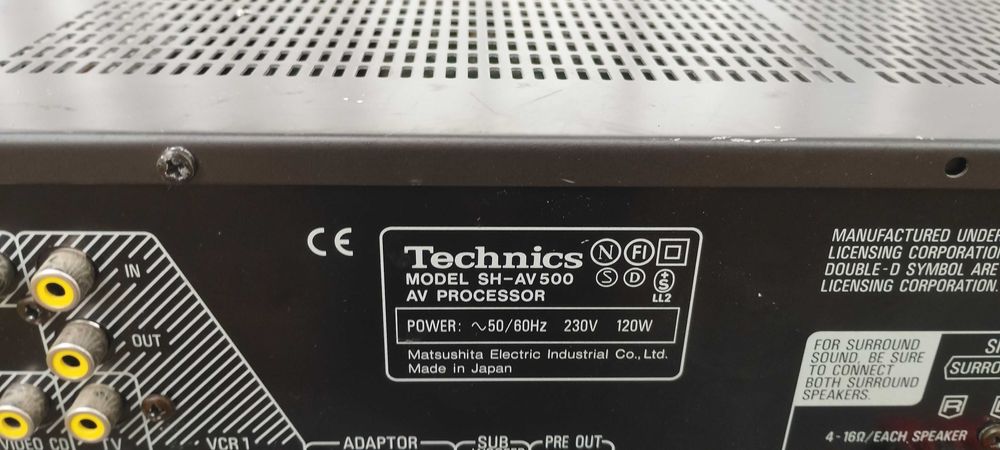 CE
Technics N FI
MODEL SH-AV500 S D S
AV PROCESSOR LL2
POWER: ∿50/60Hz 230V 120W
Matsushita Electric Industrial Co., Ltd.
Made in Japan
MANUFACTURED UNDER
LICENSING CORPORATION
DOUBLE-D SYMBOL ARE
LICENSING CORPORATION.
IN
OUT
FOR SURROUND
SOUND, BE SURE
TO CONNECT
BOTH SURROUND
SPEAKERS.
R
4-16Ω/EACH SPEAKER
VIDEO CD
TV
VCR 1
ADAPTOR
SUB
PRE OUT